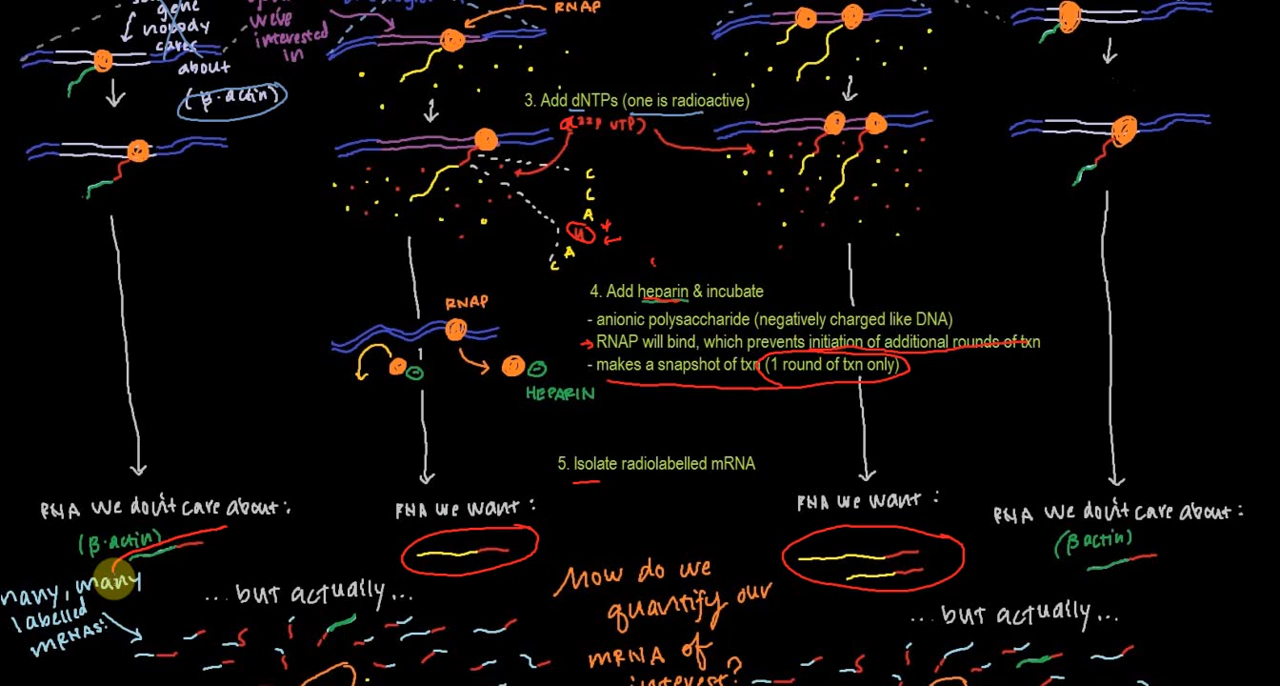 gene
nobody
cares
about
(β-actin)
we're
interested
in
RNAP
3. Add dNTPs (one is radioactive)
α(32P UTP)
C
C
A
U *
A
C
4. Add heparin & incubate
- anionic polysaccharide (negatively charged like DNA)
→ RNAP will bind, which prevents initiation of additional rounds of txn
- makes a snapshot of txn (1 round of txn only)
RNAP
HEPARIN
5. Isolate radiolabelled mRNA
RNA we don't care about:
(β-actin)
RNA we want:
RNA we want:
RNA we don't care about:
(βactin)
many, many
labelled
mRNAs:
...but actually...
How do we
quantify our
mRNA of
interest?
...but actually...